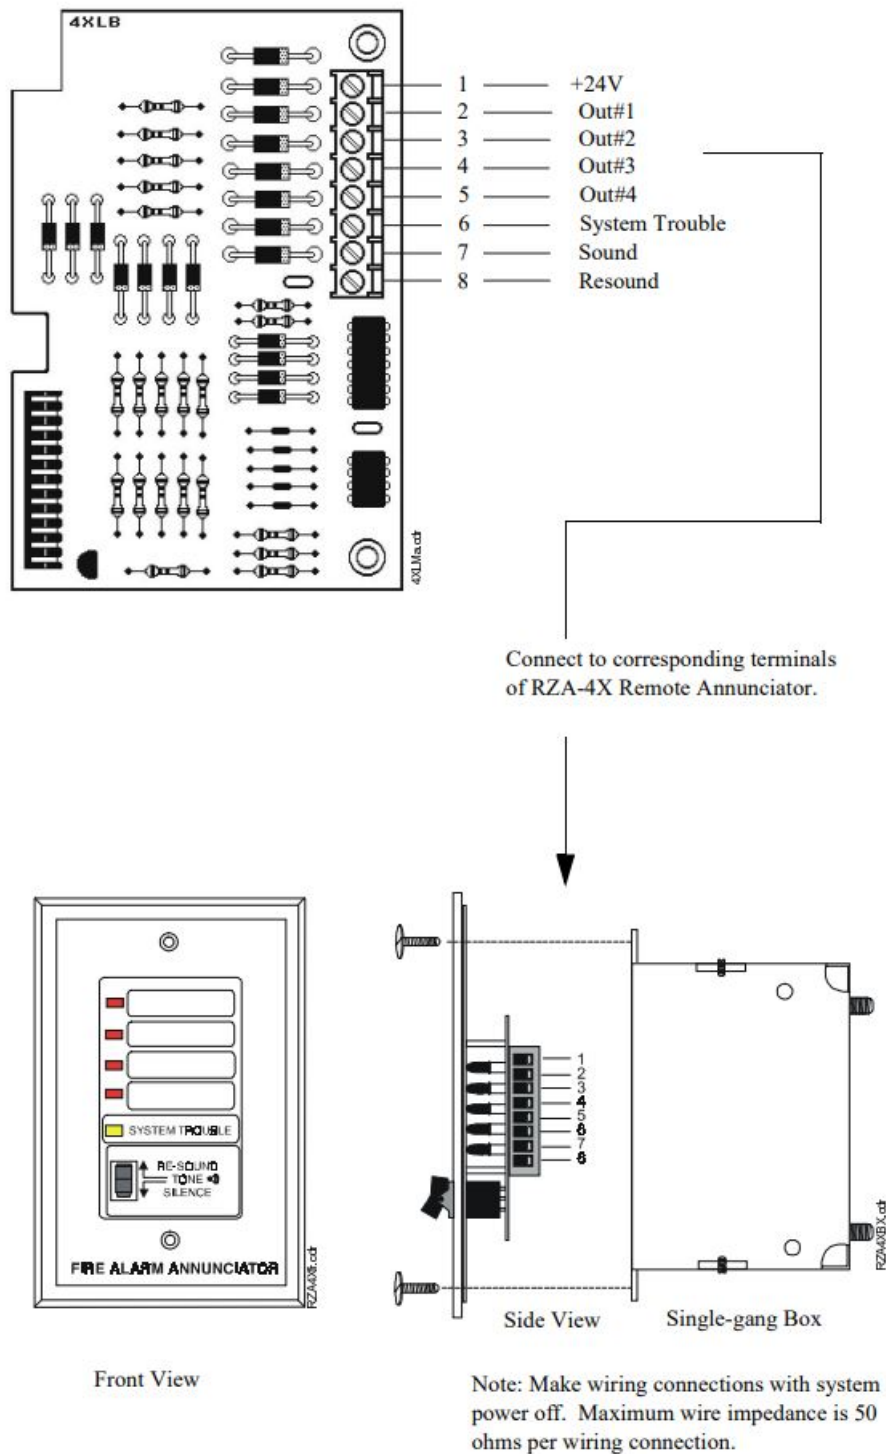 4XLB
1 +24V
2 Out#1
3 Out#2
4 Out#3
5 Out#4
6 System Trouble
7 Sound
8 Resound
4XLMa.cdr
Connect to corresponding terminals
of RZA-4X Remote Annunciator.
SYSTEM TROUBLE
RE-SOUND
TONE
SILENCE
FIRE ALARM ANNUNCIATOR
1
2
3
4
5
6
7
8
RZA4XBX.cdr
Side View
Single-gang Box
Front View
Note: Make wiring connections with system
power off. Maximum wire impedance is 50
ohms per wiring connection.